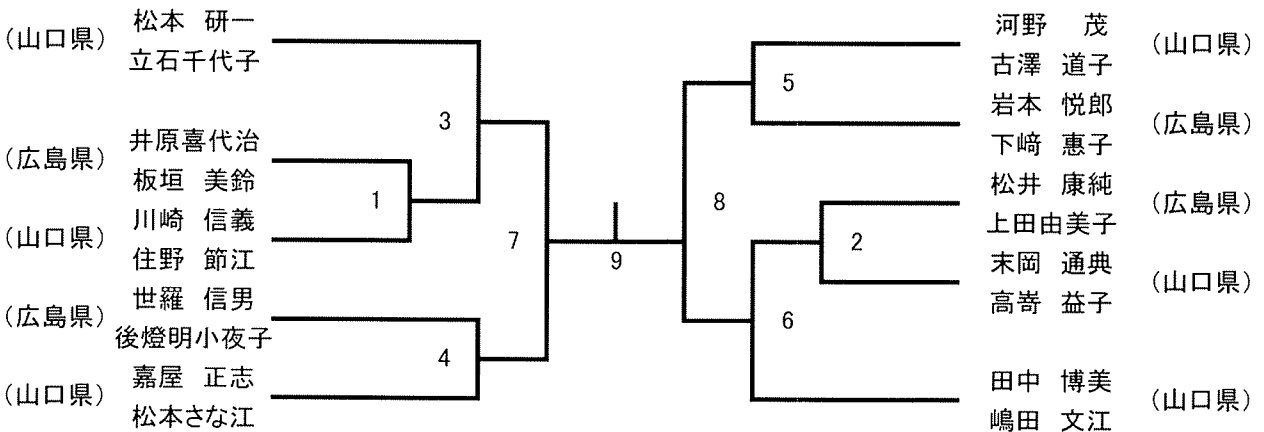 松本 研一
(山口県)
立石千代子
3
井原喜代治
(広島県)
板垣 美鈴
1
川崎 信義
(山口県)
住野 節江
7
世羅 信男
(広島県)
後燈明小夜子
4
嘉屋 正志
(山口県)
松本さな江
9
河野 茂
(山口県)
古澤 道子
5
岩本 悦郎
(広島県)
下﨑 惠子
8
松井 康純
(広島県)
上田由美子
2
末岡 通典
(山口県)
高嵜 益子
6
田中 博美
(山口県)
嶋田 文江